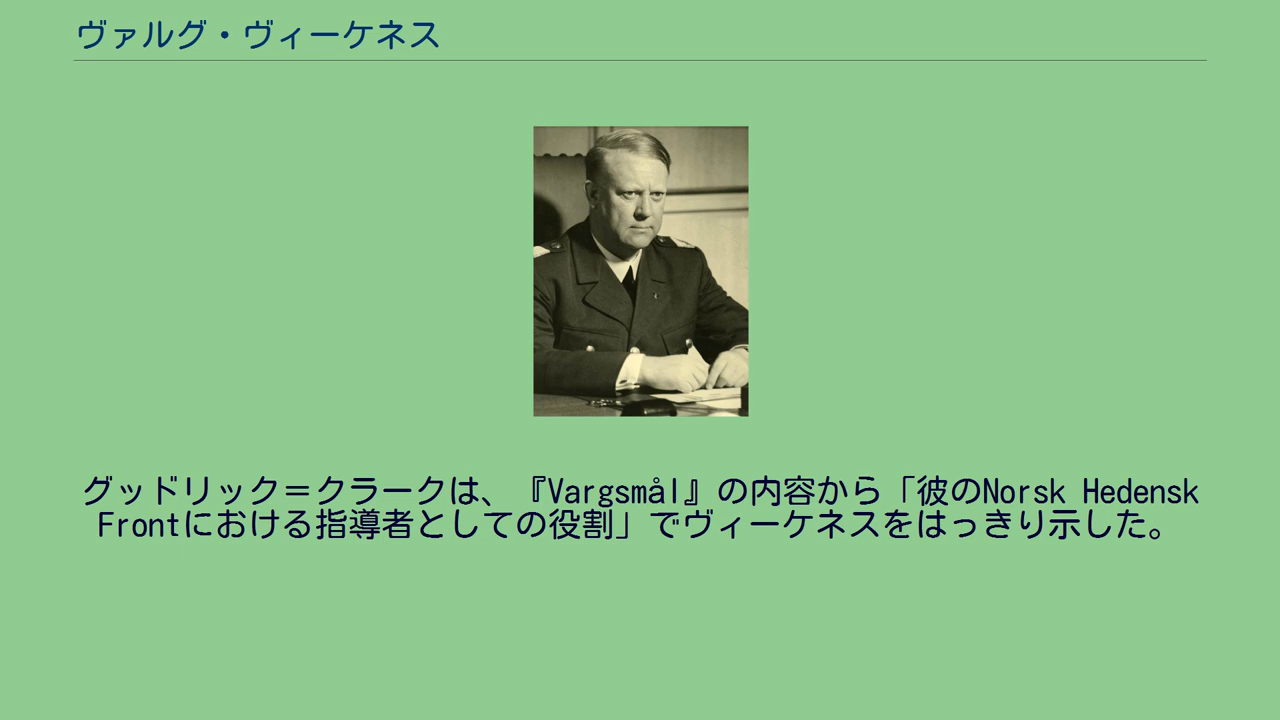 ヴァルグ・ヴィーケネス
グッドリック＝クラークは、『Vargsmål』の内容から「彼のNorsk Hedensk
Frontにおける指導者としての役割」でヴィーケネスをはっきり示した。